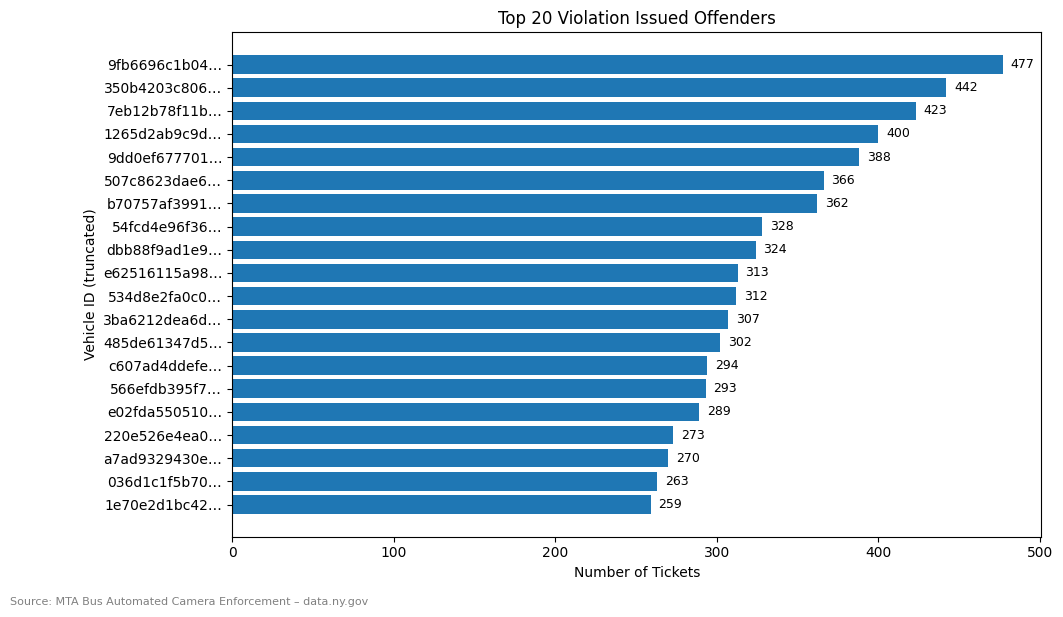 Top 20 Violation Issued Offenders
Vehicle ID (truncated)
9fb6696c1b04... 477
350b4203c806... 442
7eb12b78f11b... 423
1265d2ab9c9d... 400
9dd0ef677701... 388
507c8623dae6... 366
b70757af3991... 362
54fcd4e96f36... 328
dbb88f9ad1e9... 324
e62516115a98... 313
534d8e2fa0c0... 312
3ba6212dea6d... 307
485de61347d5... 302
c607ad4ddefe... 294
566efdb395f7... 293
e02fda550510... 289
220e526e4ea0... 273
a7ad9329430e... 270
036d1c1f5b70... 263
1e70e2d1bc42... 259
0 100 200 300 400 500
Number of Tickets
Source: MTA Bus Automated Camera Enforcement – data.ny.gov